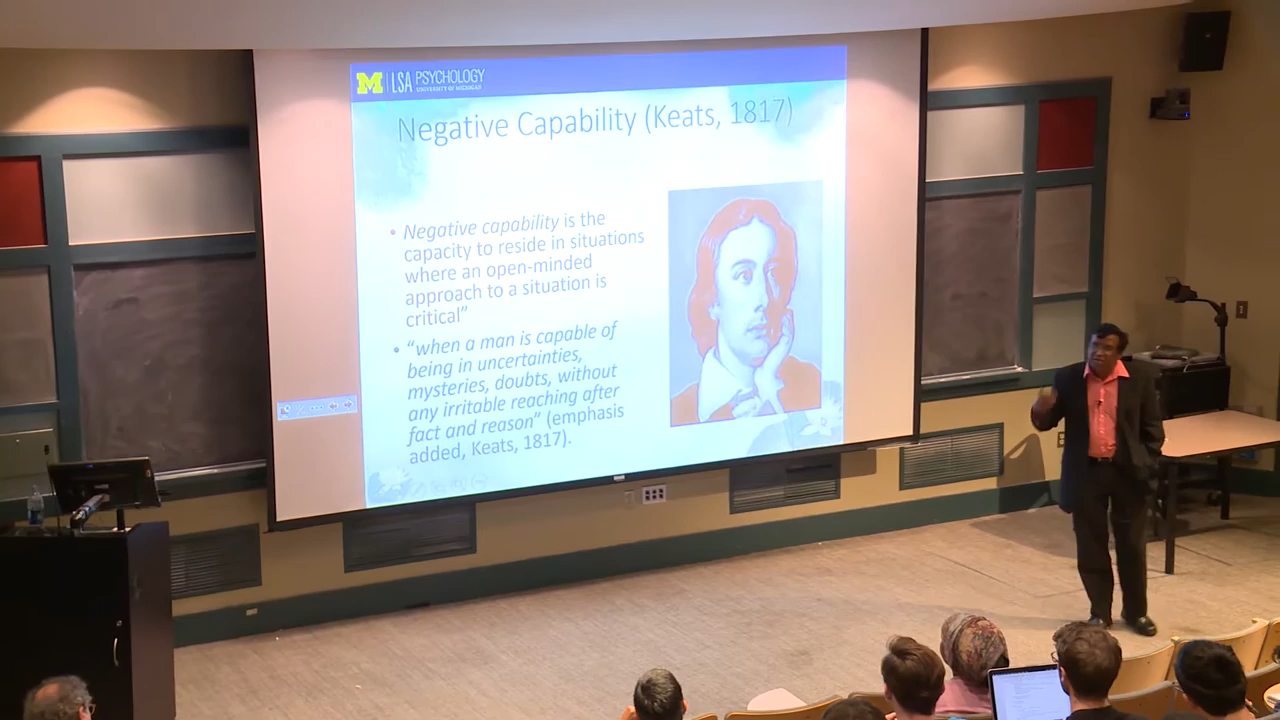 M LSA PSYCHOLOGY
UNIVERSITY OF MICHIGAN
Negative Capability (Keats, 1817)
• Negative capability is the
capacity to reside in situations
where an open-minded
approach to a situation is
critical”
• “when a man is capable of
being in uncertainties,
mysteries, doubts, without
any irritable reaching after
fact and reason” (emphasis
added, Keats, 1817).